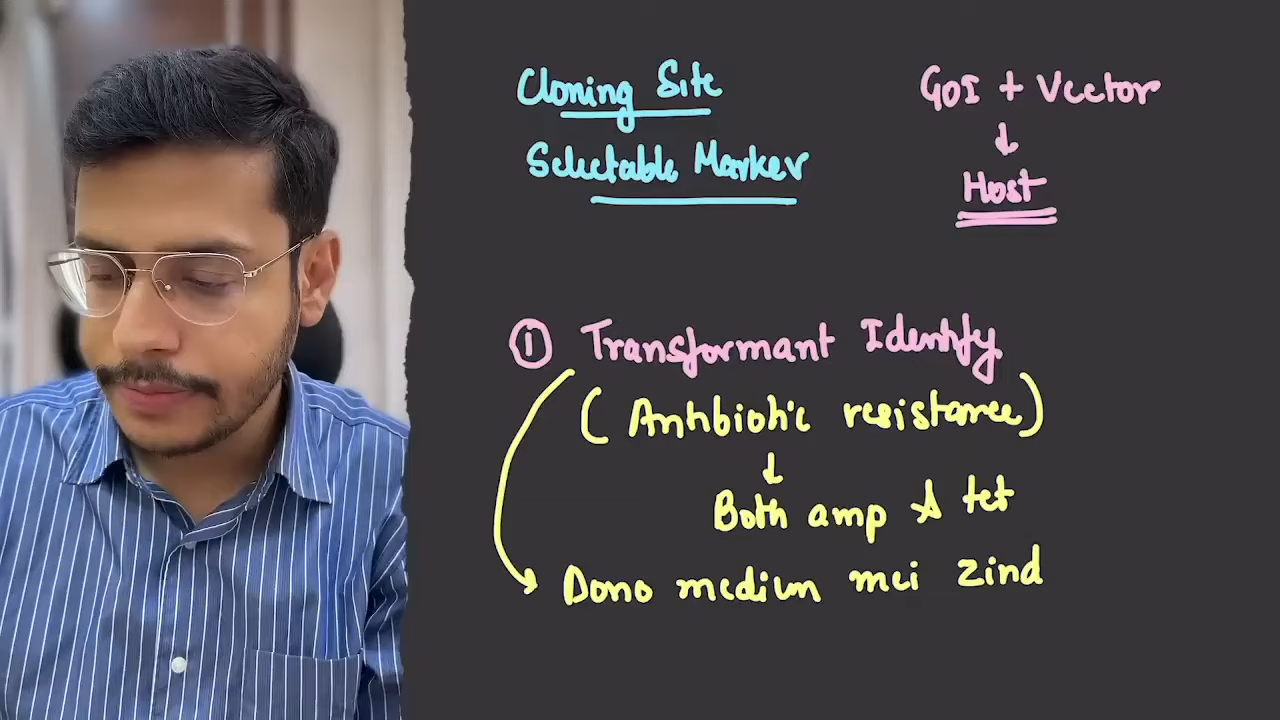 Cloning Site
Selectable Marker
GOI + Vector
↓
Host
① Transformant Identify
(Antibiotic resistance)
↓
Both amp & tet
Dono medium mei zind